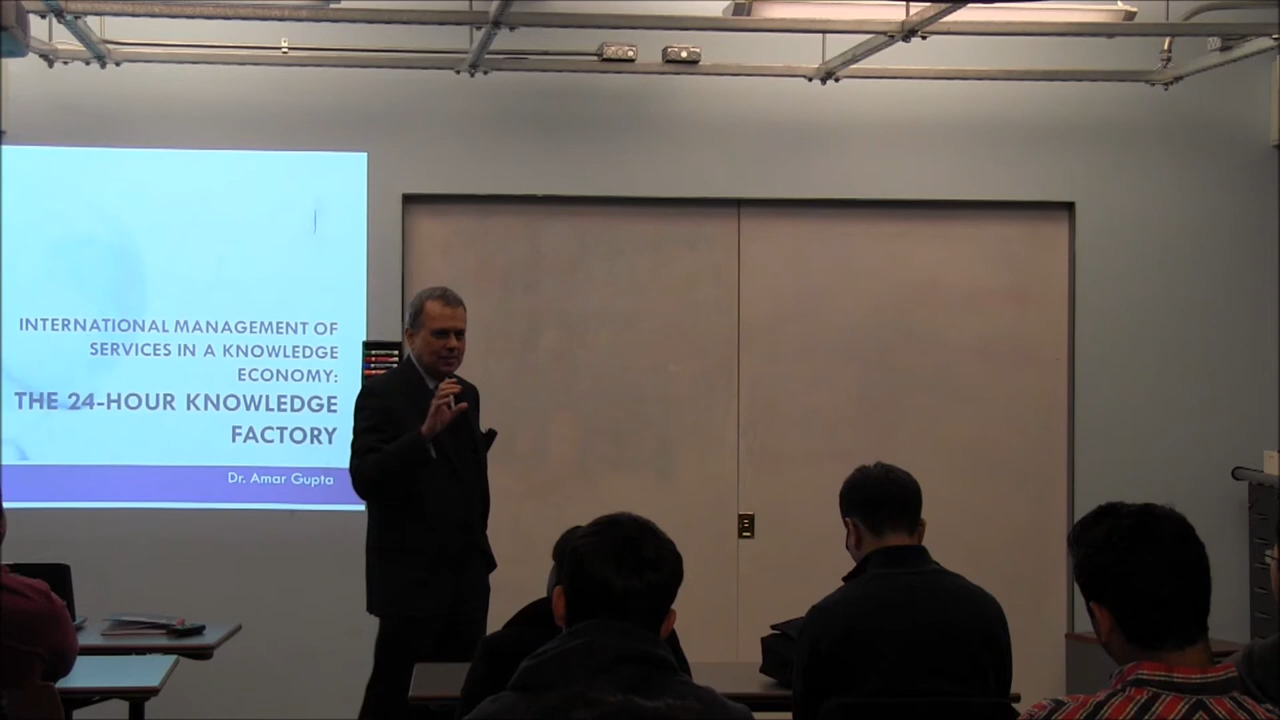 INTERNATIONAL MANAGEMENT OF
SERVICES IN A KNOWLEDGE
ECONOMY:
THE 24-HOUR KNOWLEDGE
FACTORY
Dr. Amar Gupta